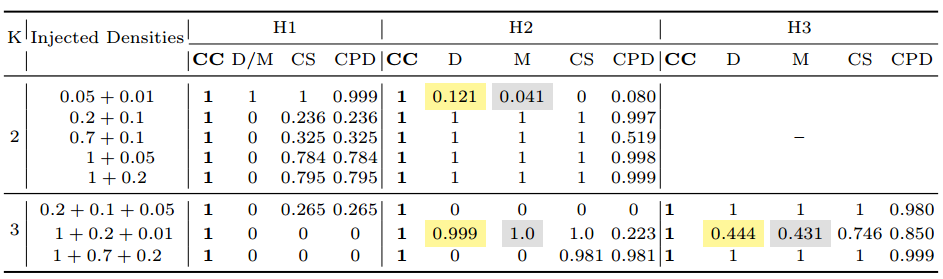 K Injected Densities H1 H2 H3
CC D/M CS CPD CC D M CS CPD CC D M CS CPD
0.05 + 0.01 1 1 1 0.999 1 0.121 0.041 0 0.080
0.2 + 0.1 1 0 0.236 0.236 1 1 1 1 0.997
2 0.7 + 0.1 1 0 0.325 0.325 1 1 1 1 0.519 –
1 + 0.05 1 0 0.784 0.784 1 1 1 1 0.998
1 + 0.2 1 0 0.795 0.795 1 1 1 1 0.999
0.2 + 0.1 + 0.05 1 0 0.265 0.265 1 0 0 0 0 1 1 1 1 0.980
3 1 + 0.2 + 0.01 1 0 0 0 1 0.999 1.0 1.0 0.223 1 0.444 0.431 0.746 0.850
1 + 0.7 + 0.2 1 0 0 0 1 0 0 0.981 0.981 1 1 1 1 0.999